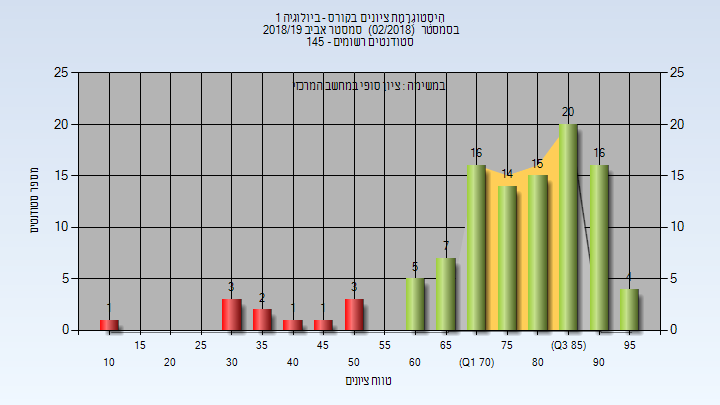 היסטוגרמת ציונים בקורס - ביולוגיה 1
בסמסטר (02/2018) סמסטר אביב 2018/19
סטודנטים רשומים - 145
במשימה : ציון סופי במחשב המרכזי
25 25
20 20
15 15
10 10
5 5
0 0
מספר סטודנטים
1 3 2 1 1 3 5 7 16 14 15 20 16 4
15 25 35 45 55 65 75 (Q3 85) 95
10 20 30 40 50 60 (Q1 70) 80 90
טווח ציונים